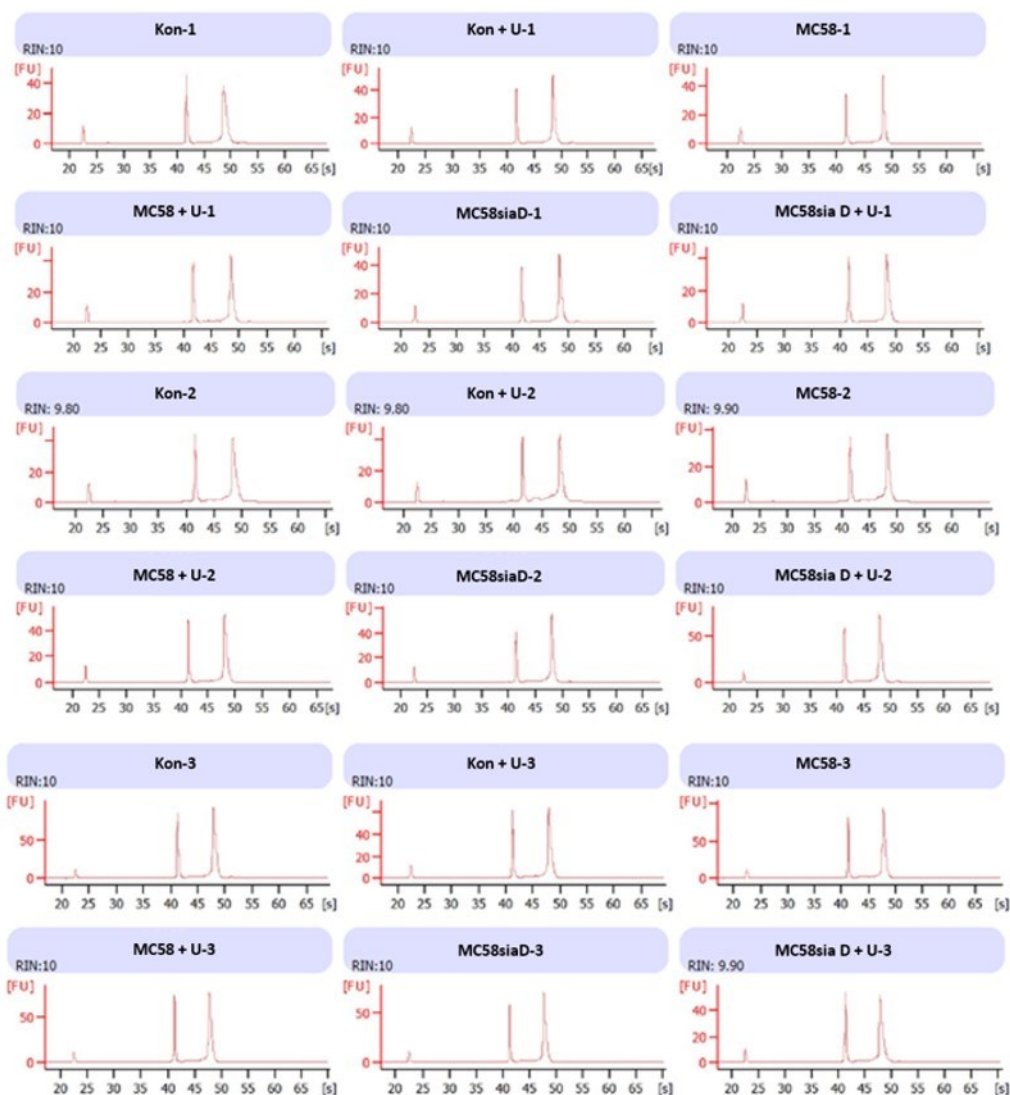 Kon-1
RIN:10
[FU]
40
20
0
20 25 30 35 40 45 50 55 60 65[s]
Kon + U-1
RIN:10
[FU]
40
20
0
20 25 30 35 40 45 50 55 60 65[s]
MC58-1
RIN:10
[FU]
40
20
0
20 25 30 35 40 45 50 55 60 [s]
MC58 + U-1
RIN:10
[FU]
20
0
20 25 30 35 40 45 50 55 60 [s]
MC58siaD-1
RIN:10
[FU]
40
20
0
20 25 30 35 40 45 50 55 60 [s]
MC58sia D + U-1
RIN:10
[FU]
20
0
20 25 30 35 40 45 50 55 60 [s]
Kon-2
RIN: 9.80
[FU]
20
0
20 25 30 35 40 45 50 55 60 [s]
Kon + U-2
RIN: 9.80
[FU]
20
0
20 25 30 35 40 45 50 55 60 [s]
MC58-2
RIN: 9.90
[FU]
20
0
20 25 30 35 40 45 50 55 60 [s]
MC58 + U-2
RIN:10
[FU]
40
20
0
20 25 30 35 40 45 50 55 60 65[s]
MC58siaD-2
RIN:10
[FU]
40
20
0
20 25 30 35 40 45 50 55 60 65 [s]
MC58sia D + U-2
RIN:10
[FU]
50
0
20 25 30 35 40 45 50 55 60 65 [s]
Kon-3
RIN:10
[FU]
50
0
20 25 30 35 40 45 50 55 60 65 [s]
Kon + U-3
RIN:10
[FU]
40
20
0
20 25 30 35 40 45 50 55 60 65 [s]
MC58-3
RIN:10
[FU]
50
0
20 25 30 35 40 45 50 55 60 65 [s]
MC58 + U-3
RIN:10
[FU]
50
0
20 25 30 35 40 45 50 55 60 65 [s]
MC58siaD-3
RIN:10
[FU]
50
0
20 25 30 35 40 45 50 55 60 65 [s]
MC58sia D + U-3
RIN: 9.90
[FU]
40
20
0
20 25 30 35 40 45 50 55 60 65 [s]